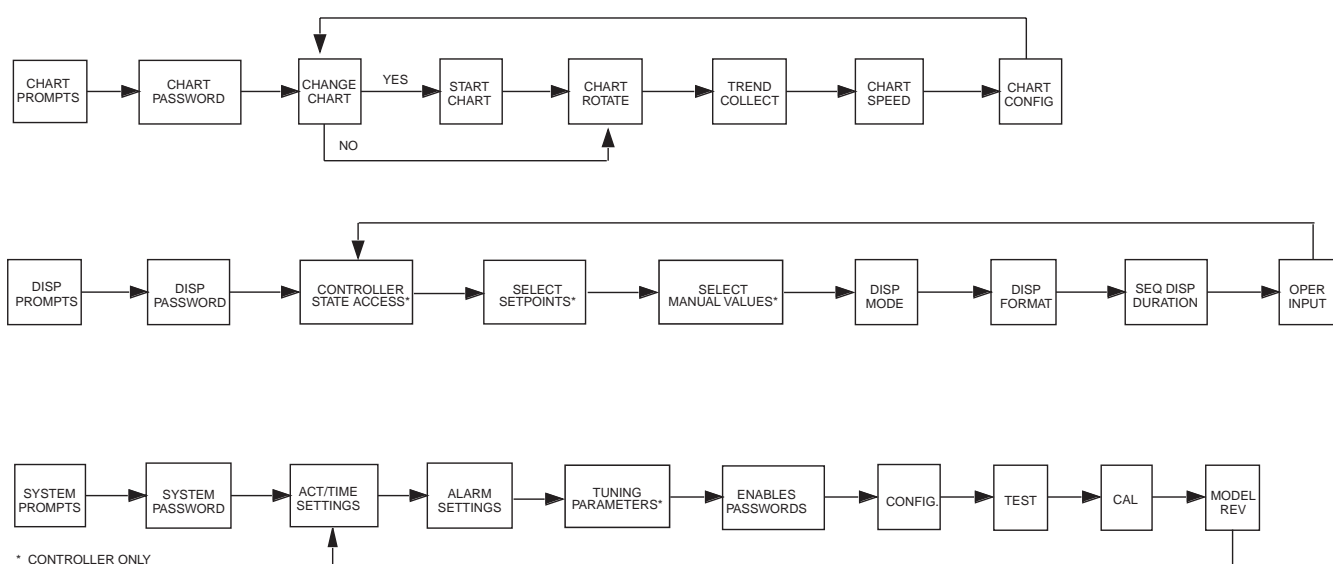 CHART
PROMPTS
CHART
PASSWORD
CHANGE
CHART
YES
NO
START
CHART
CHART
ROTATE
TREND
COLLECT
CHART
SPEED
CHART
CONFIG
DISP
PROMPTS
DISP
PASSWORD
CONTROLLER
STATE ACCESS*
SELECT
SETPOINTS*
SELECT
MANUAL VALUES*
DISP
MODE
DISP
FORMAT
SEQ DISP
DURATION
OPER
INPUT
SYSTEM
PROMPTS
SYSTEM
PASSWORD
ACT/TIME
SETTINGS
ALARM
SETTINGS
TUNING
PARAMETERS*
ENABLES
PASSWORDS
CONFIG.
TEST
CAL
MODEL
REV
* CONTROLLER ONLY